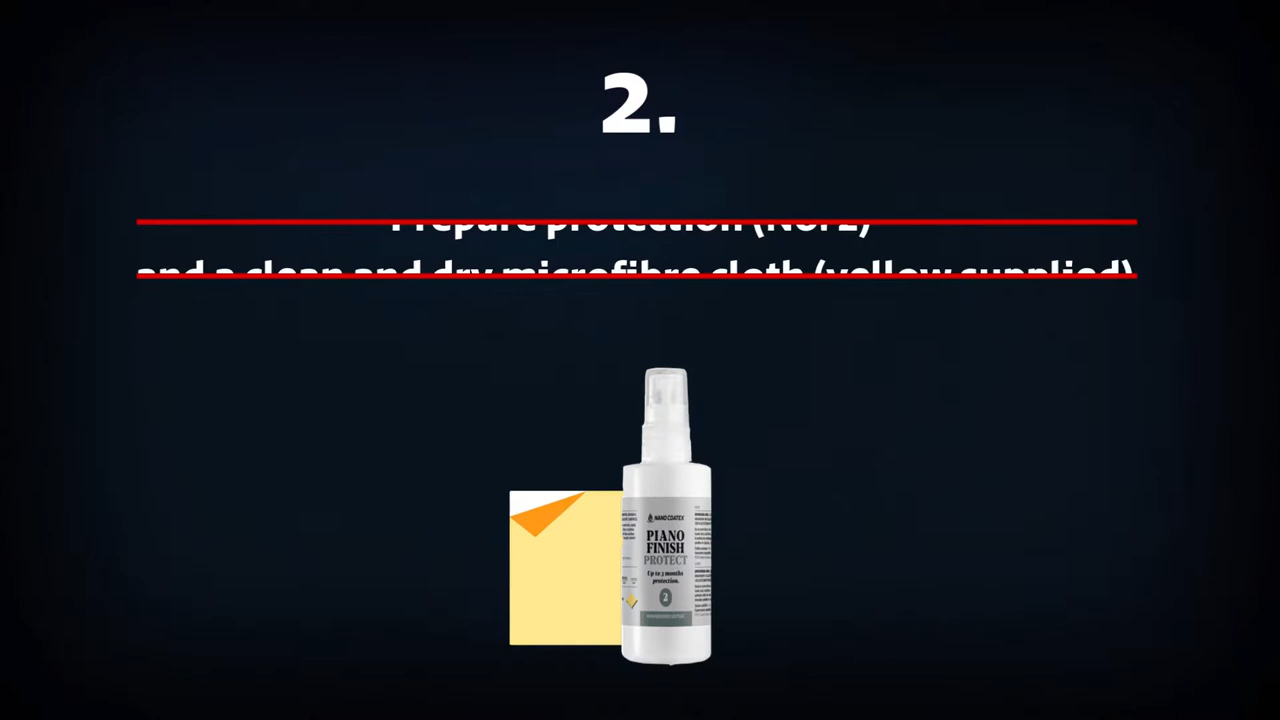 2.
Prepare protection (No. 2)
and a clean and dry microfibre cloth (yellow supplied)
NANO COATEX
PIANO
FINISH
PROTECT
Up to 3 months
protection.
2